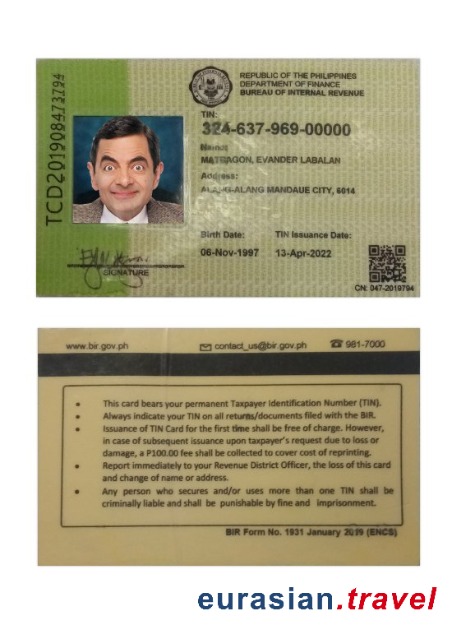 TCD201908473794
REPUBLIC OF THE PHILIPPINES
DEPARTMENT OF FINANCE
BUREAU OF INTERNAL REVENUE
TIN:
324-637-969-00000
Name:
MATRAGON, EVANDER LABALAN
Address:
ALANG-ALANG MANDAUE CITY, 6014
Birth Date: TIN Issuance Date:
06-Nov-1997 13-Apr-2022
SIGNATURE
CN: 047-2019794
www.bir.gov.ph contact_us@bir.gov.ph 981-7000
• This card bears your permanent Taxpayer Identification Number (TIN).
• Always indicate your TIN on all returns/documents filed with the BIR.
• Issuance of TIN Card for the first time shall be free of charge. However,
in case of subsequent issuance upon taxpayer's request due to loss or
damage, a P100.00 fee shall be collected to cover cost of reprinting.
• Report immediately to your Revenue District Officer, the loss of this card
and change of name or address.
• Any person who secures and/or uses more than one TIN shall be
criminally liable and shall be punishable by fine and imprisonment.
BIR Form No. 1931 January 2019 (ENCS)
eurasian.travel